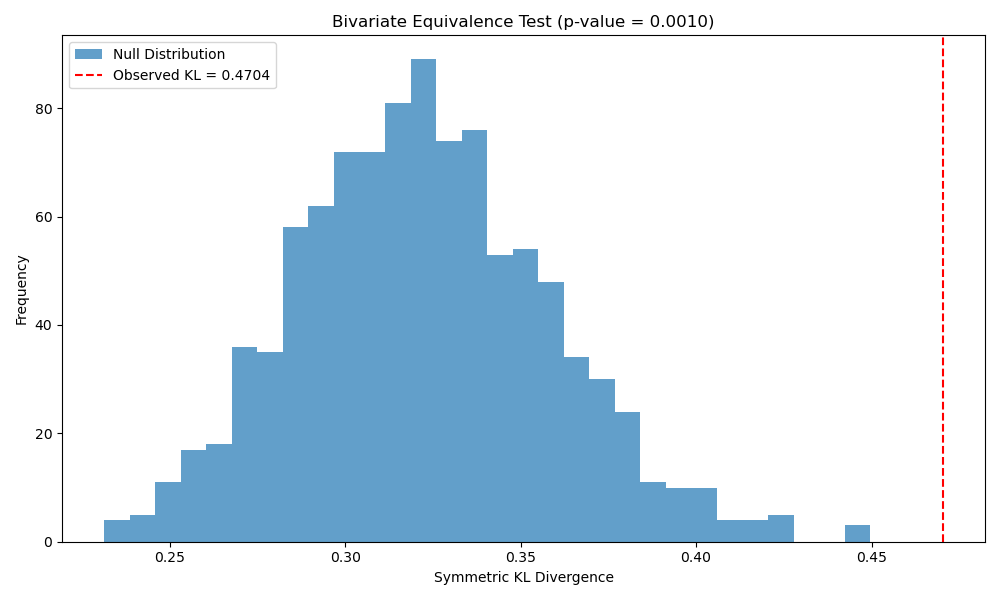 Bivariate Equivalence Test (p-value = 0.0010)
Null Distribution
Observed KL = 0.4704
80
60
40
20
0
Frequency
0.25
0.30
0.35
0.40
0.45
Symmetric KL Divergence